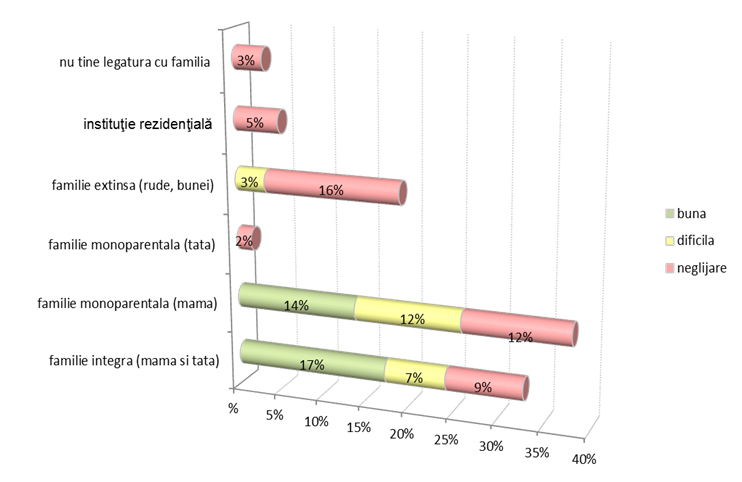 nu tine legatura cu familia
3%
instituţie rezidenţială
5%
familie extinsa (rude, bunei)
3% 16%
familie monoparentala (tata)
2%
familie monoparentala (mama)
14% 12% 12%
familie integra (mama si tata)
17% 7% 9%
% 5% 10% 15% 20% 25% 30% 35% 40%
buna
dificila
neglijare